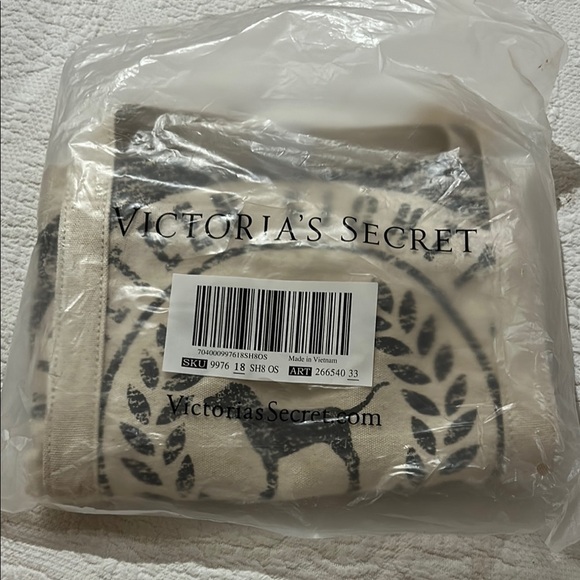 VICTORIA'S SECRET
704000997618SH8OS Made in Vietnam
SKU 9976 18 SH8 OS ART 266540 33
VictoriasSecret.com